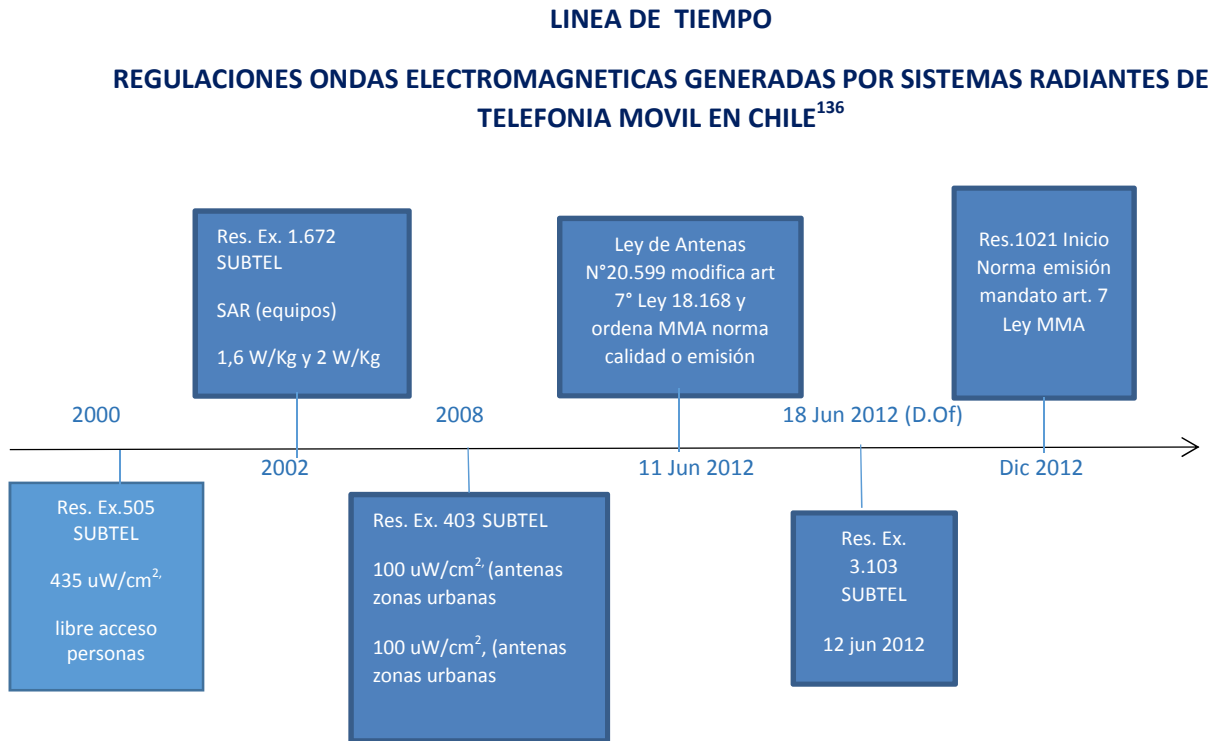 LINEA DE TIEMPO
REGULACIONES ONDAS ELECTROMAGNETICAS GENERADAS POR SISTEMAS RADIANTES DE
TELEFONIA MOVIL EN CHILE136
Res. Ex. 1.672
SUBTEL
SAR (equipos)
1,6 W/Kg y 2 W/Kg
Ley de Antenas
N°20.599 modifica art
7° Ley 18.168 y
ordena MMA norma
calidad o emisión
Res.1021 Inicio
Norma emisión
mandato art. 7
Ley MMA
2000
2008
18 Jun 2012 (D.Of)
2002
11 Jun 2012
Dic 2012
Res. Ex.505
SUBTEL
435 uW/cm2,
libre acceso
personas
Res. Ex. 403 SUBTEL
100 uW/cm2, (antenas
zonas urbanas
100 uW/cm2, (antenas
zonas urbanas
Res. Ex.
3.103
SUBTEL
12 jun 2012